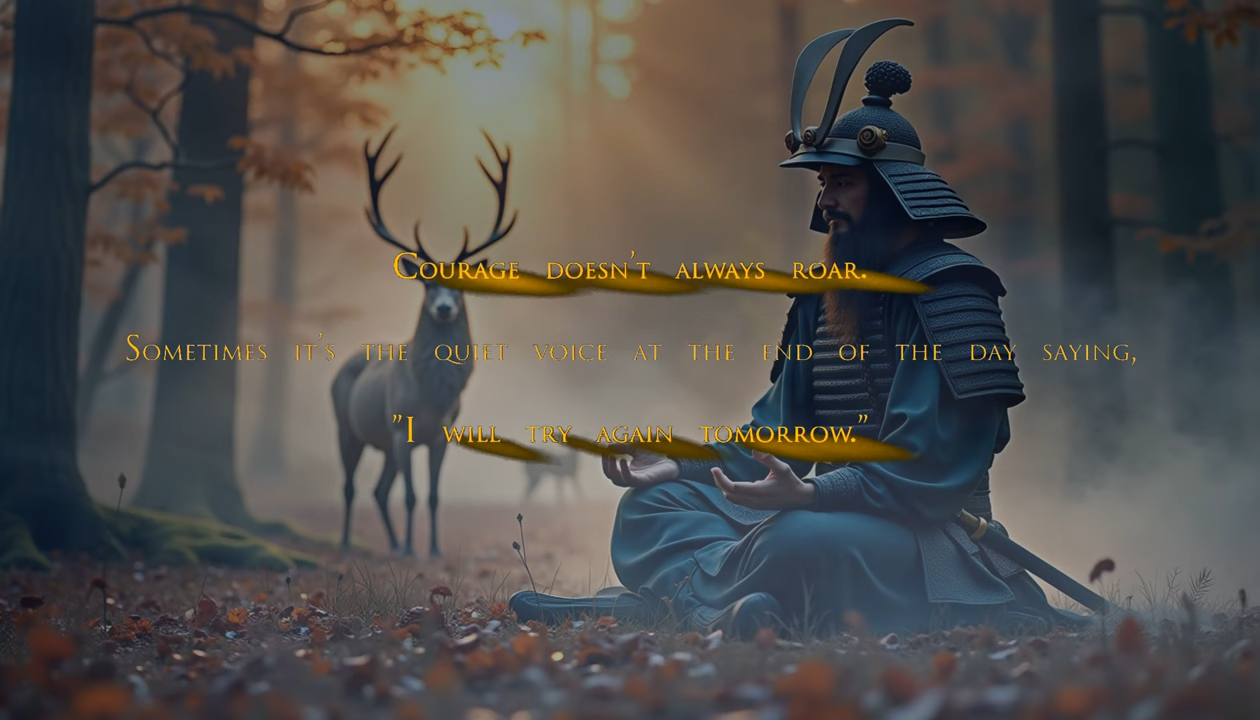 Courage doesn't always roar.
Sometimes it's the quiet voice at the end of the day saying,
"I will try again tomorrow."